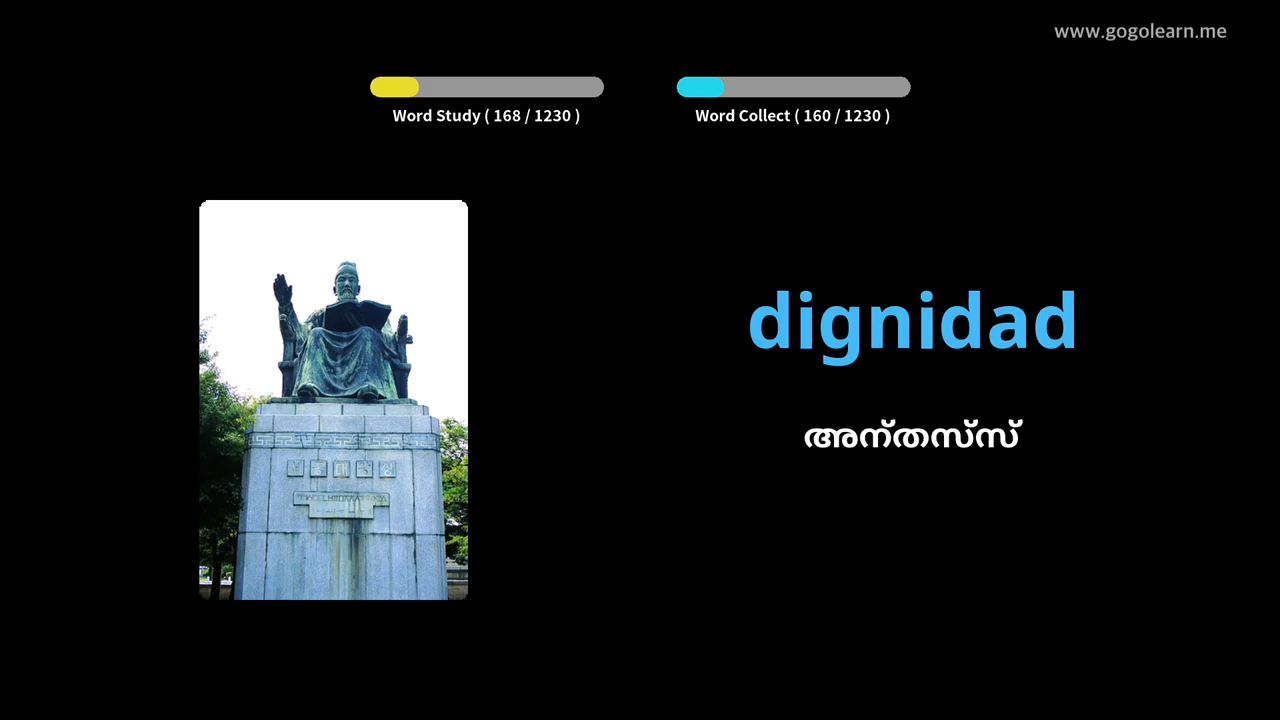 www.gogolearn.me
Word Study ( 168 / 1230 )
Word Collect ( 160 / 1230 )
dignidad
അന്തസ്സ്